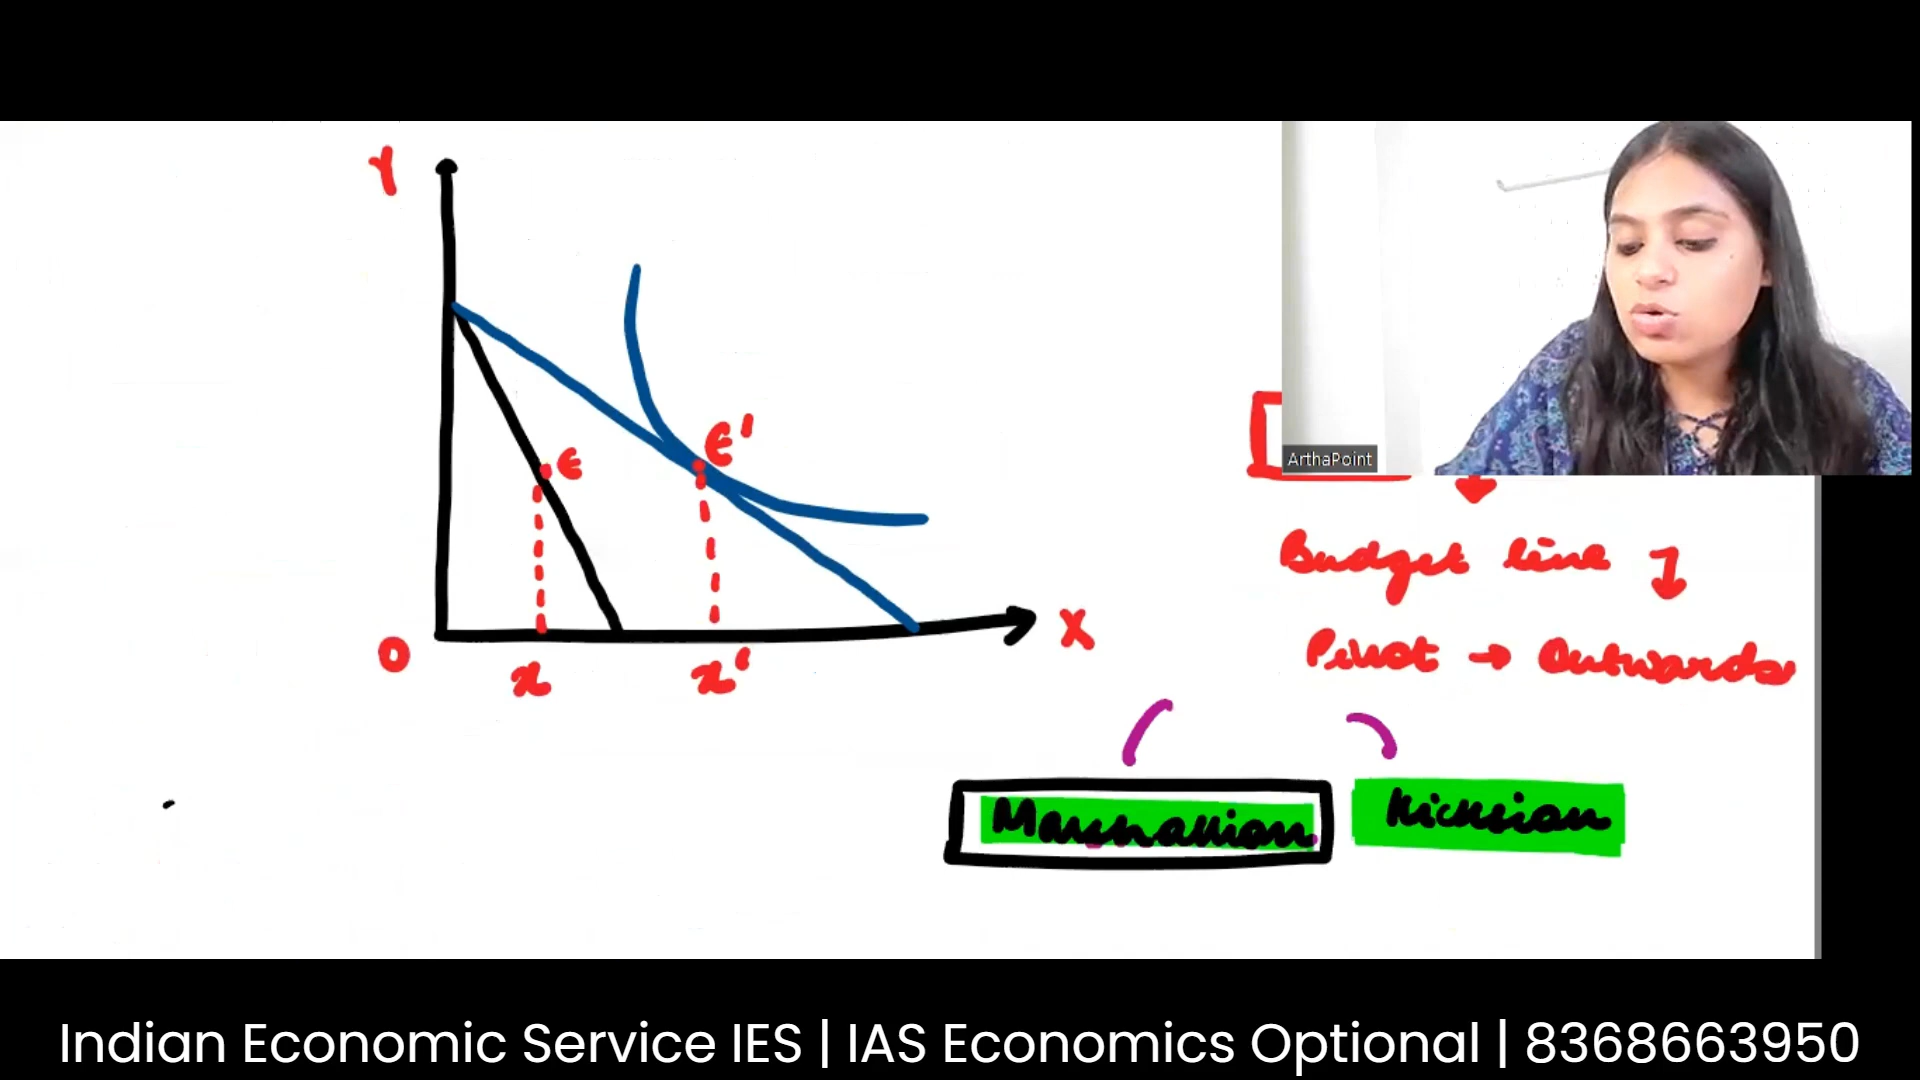 Y
E'
E
ArthaPoint
Budget line
X
O
x
x'
Pivot → Outwards
Marshallian
Hicksian
Indian Economic Service IES | IAS Economics Optional | 8368663950